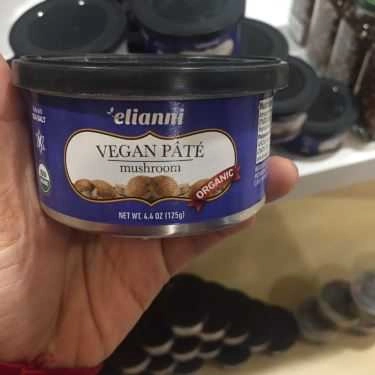 elianni
VEGAN PÂTÉ
mushroom
ORGANIC
NET WT. 4.4 OZ (125g)